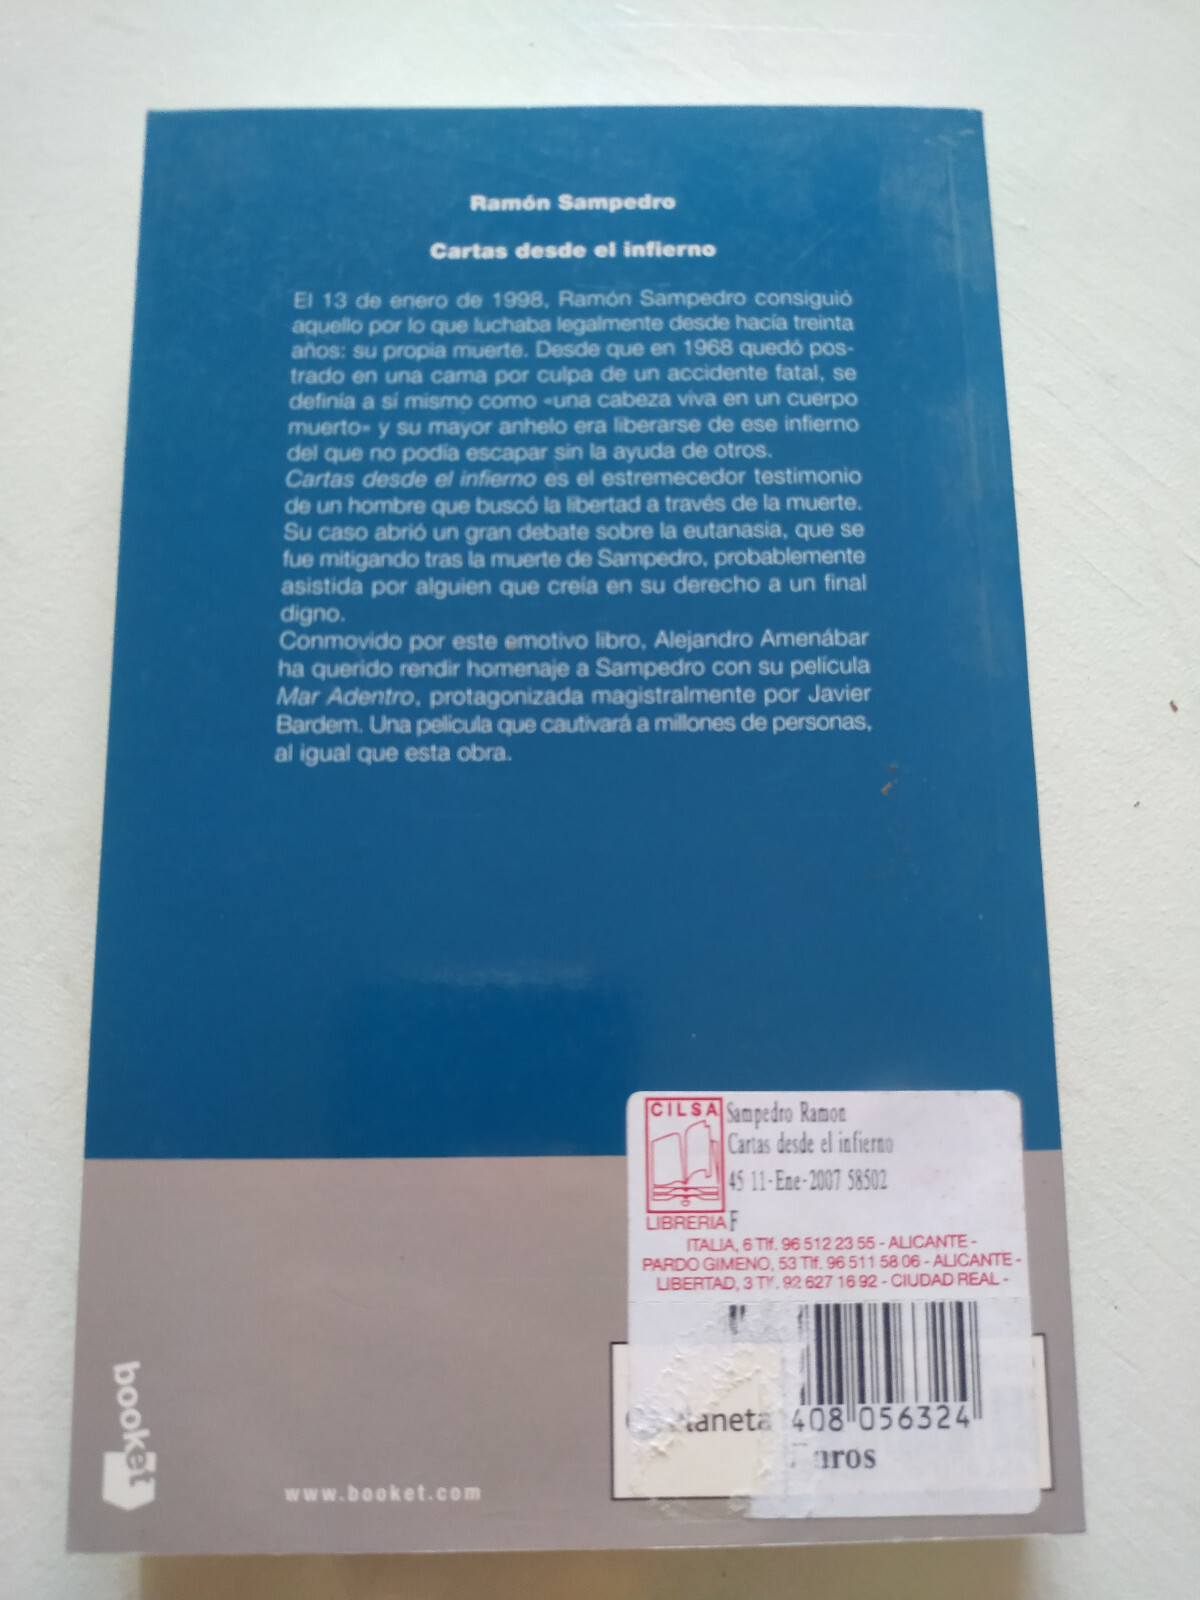 Ramón Sampedro
Cartas desde el infierno
El 13 de enero de 1998, Ramón Sampedro consiguió
aquello por lo que luchaba legalmente desde hacía treinta
años: su propia muerte. Desde que en 1968 quedó pos-
trado en una cama por culpa de un accidente fatal, se
definía a sí mismo como «una cabeza viva en un cuerpo
muerto» y su mayor anhelo era liberarse de ese infierno
del que no podía escapar sin la ayuda de otros.
Cartas desde el infierno es el estremecedor testimonio
de un hombre que buscó la libertad a través de la muerte.
Su caso abrió un gran debate sobre la eutanasia, que se
fue mitigando tras la muerte de Sampedro, probablemente
asistida por alguien que creía en su derecho a un final
digno.
Conmovido por este emotivo libro, Alejandro Amenábar
ha querido rendir homenaje a Sampedro con su película
Mar Adentro, protagonizada magistralmente por Javier
Bardem. Una película que cautivará a millones de personas,
al igual que esta obra.
CILSA
LIBRERIA
Sampedro Ramon
Cartas desde el infierno
45 11-Ene-2007 58502
F
ITALIA, 6 Tlf. 96 512 23 55 - ALICANTE -
PARDO GIMENO, 53 Tlf. 96 511 58 06 - ALICANTE -
LIBERTAD, 3 Tlf. 92 627 16 92 - CIUDAD REAL -
408 056324
booket
www.booket.com